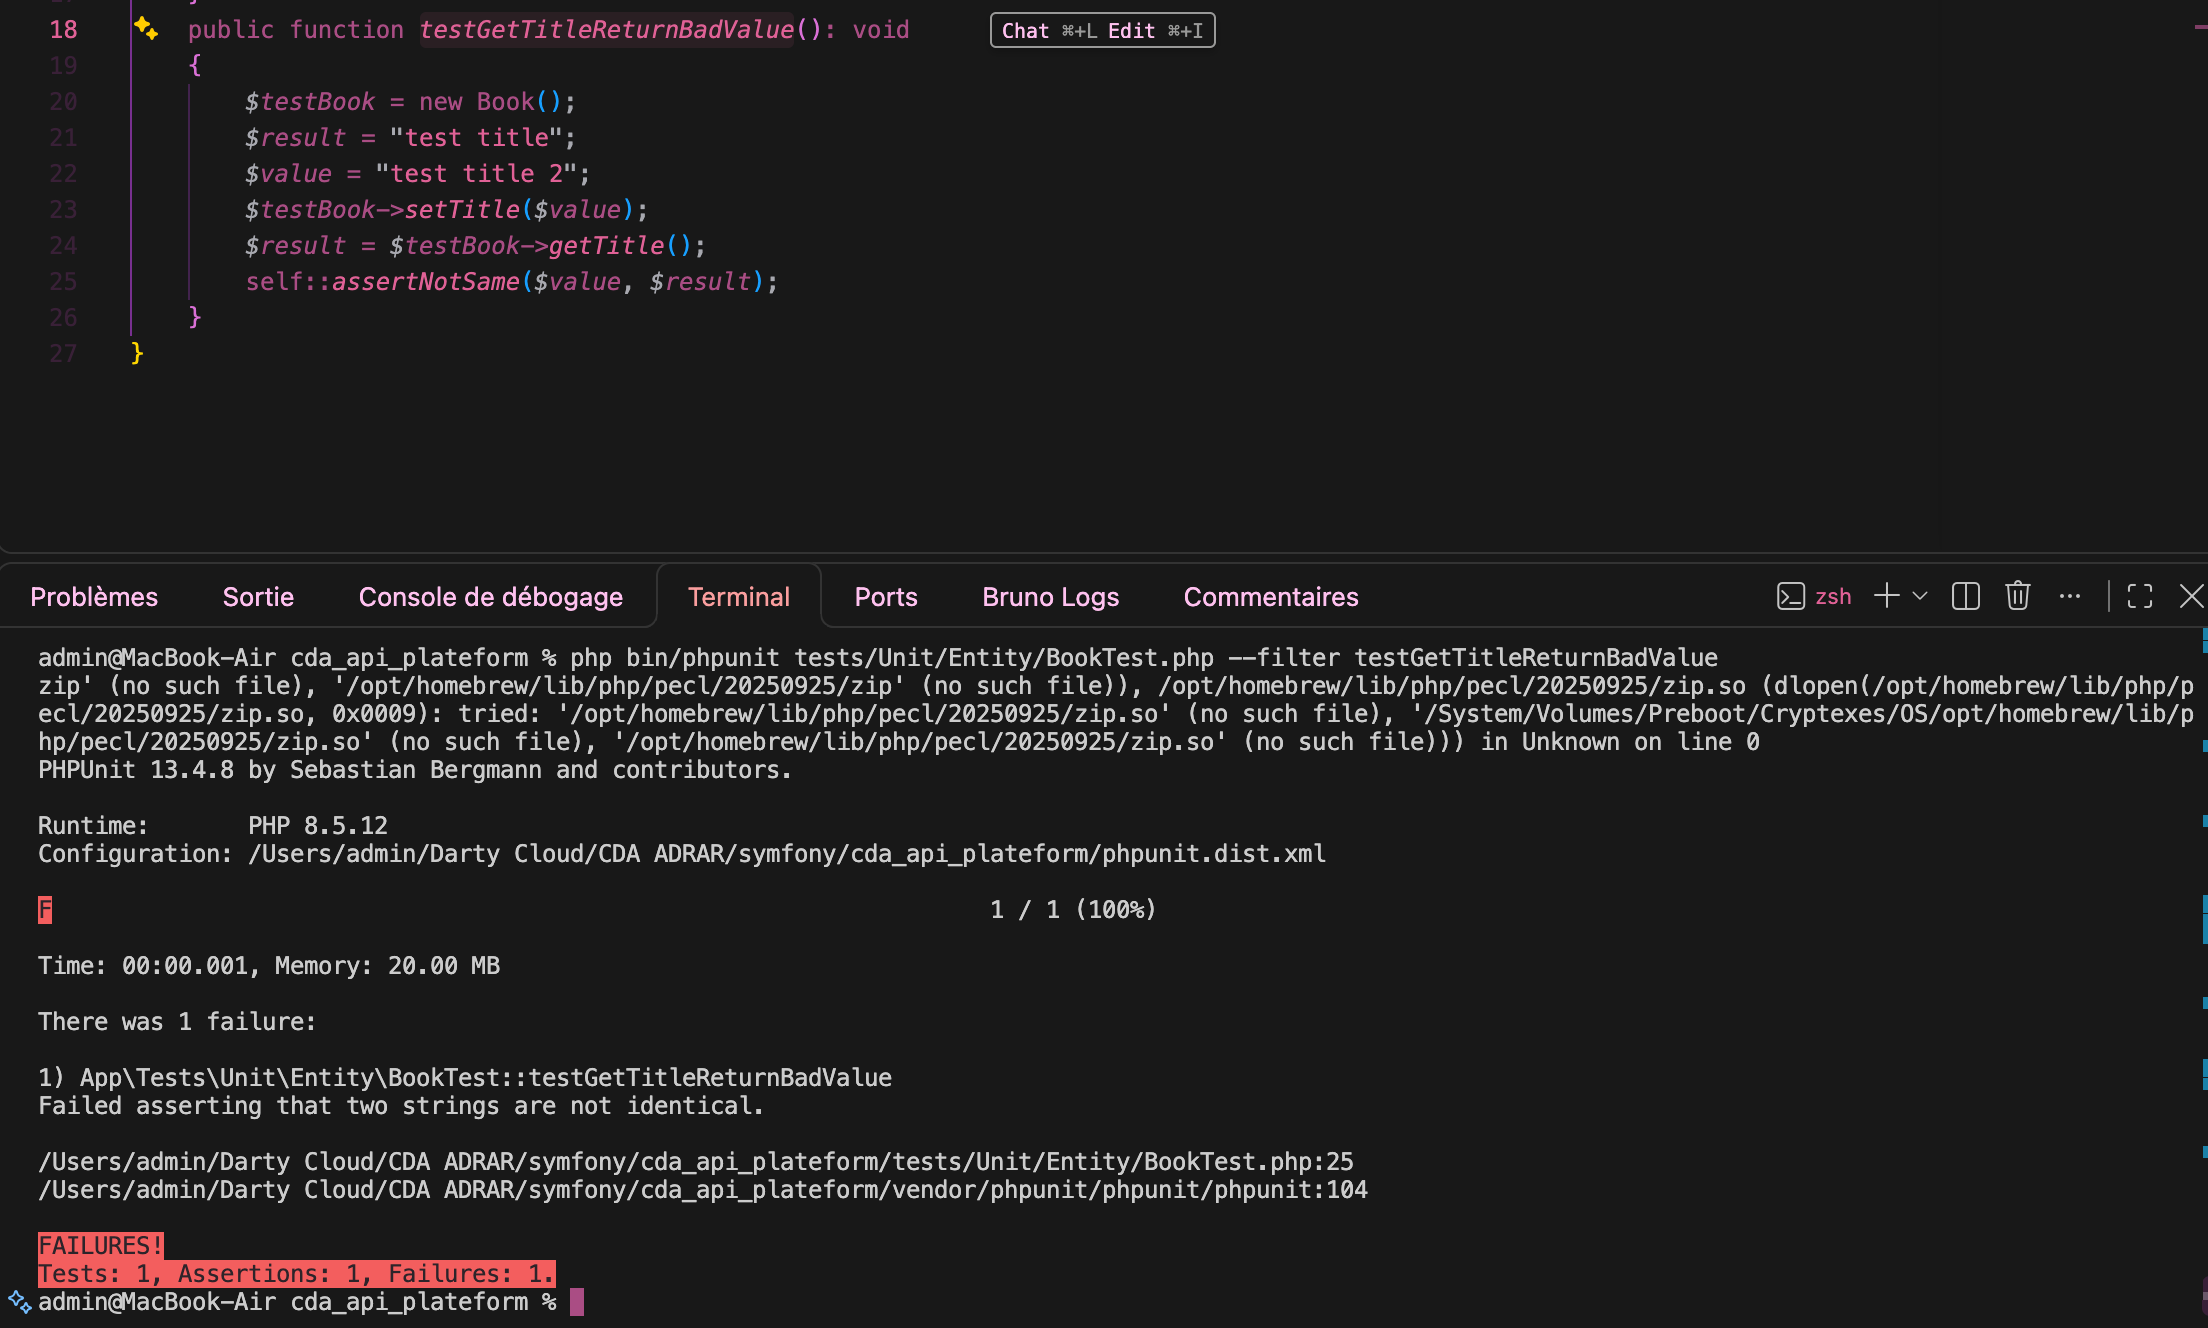 18 public function testGetTitleReturnBadValue(): void Chat ⌘+L Edit ⌘+I
19 {
20 $testBook = new Book();
21 $result = "test title";
22 $value = "test title 2";
23 $testBook->setTitle($value);
24 $result = $testBook->getTitle();
25 self::assertNotSame($value, $result);
26 }
27 }
Problèmes Sortie Console de débogage Terminal Ports Bruno Logs Commentaires zsh
admin@MacBook-Air cda_api_plateform % php bin/phpunit tests/Unit/Entity/BookTest.php --filter testGetTitleReturnBadValue
zip' (no such file), '/opt/homebrew/lib/php/pecl/20250925/zip' (no such file)), /opt/homebrew/lib/php/pecl/20250925/zip.so (dlopen(/opt/homebrew/lib/php/p
ecl/20250925/zip.so, 0x0009): tried: '/opt/homebrew/lib/php/pecl/20250925/zip.so' (no such file), '/System/Volumes/Preboot/Cryptexes/OS/opt/homebrew/lib/p
hp/pecl/20250925/zip.so' (no such file), '/opt/homebrew/lib/php/pecl/20250925/zip.so' (no such file))) in Unknown on line 0
PHPUnit 13.4.8 by Sebastian Bergmann and contributors.
Runtime: PHP 8.5.12
Configuration: /Users/admin/Darty Cloud/CDA ADRAR/symfony/cda_api_plateform/phpunit.dist.xml
F 1 / 1 (100%)
Time: 00:00.001, Memory: 20.00 MB
There was 1 failure:
1) App\Tests\Unit\Entity\BookTest::testGetTitleReturnBadValue
Failed asserting that two strings are not identical.
/Users/admin/Darty Cloud/CDA ADRAR/symfony/cda_api_plateform/tests/Unit/Entity/BookTest.php:25
/Users/admin/Darty Cloud/CDA ADRAR/symfony/cda_api_plateform/vendor/phpunit/phpunit/phpunit:104
FAILURES!
Tests: 1, Assertions: 1, Failures: 1.
admin@MacBook-Air cda_api_plateform %